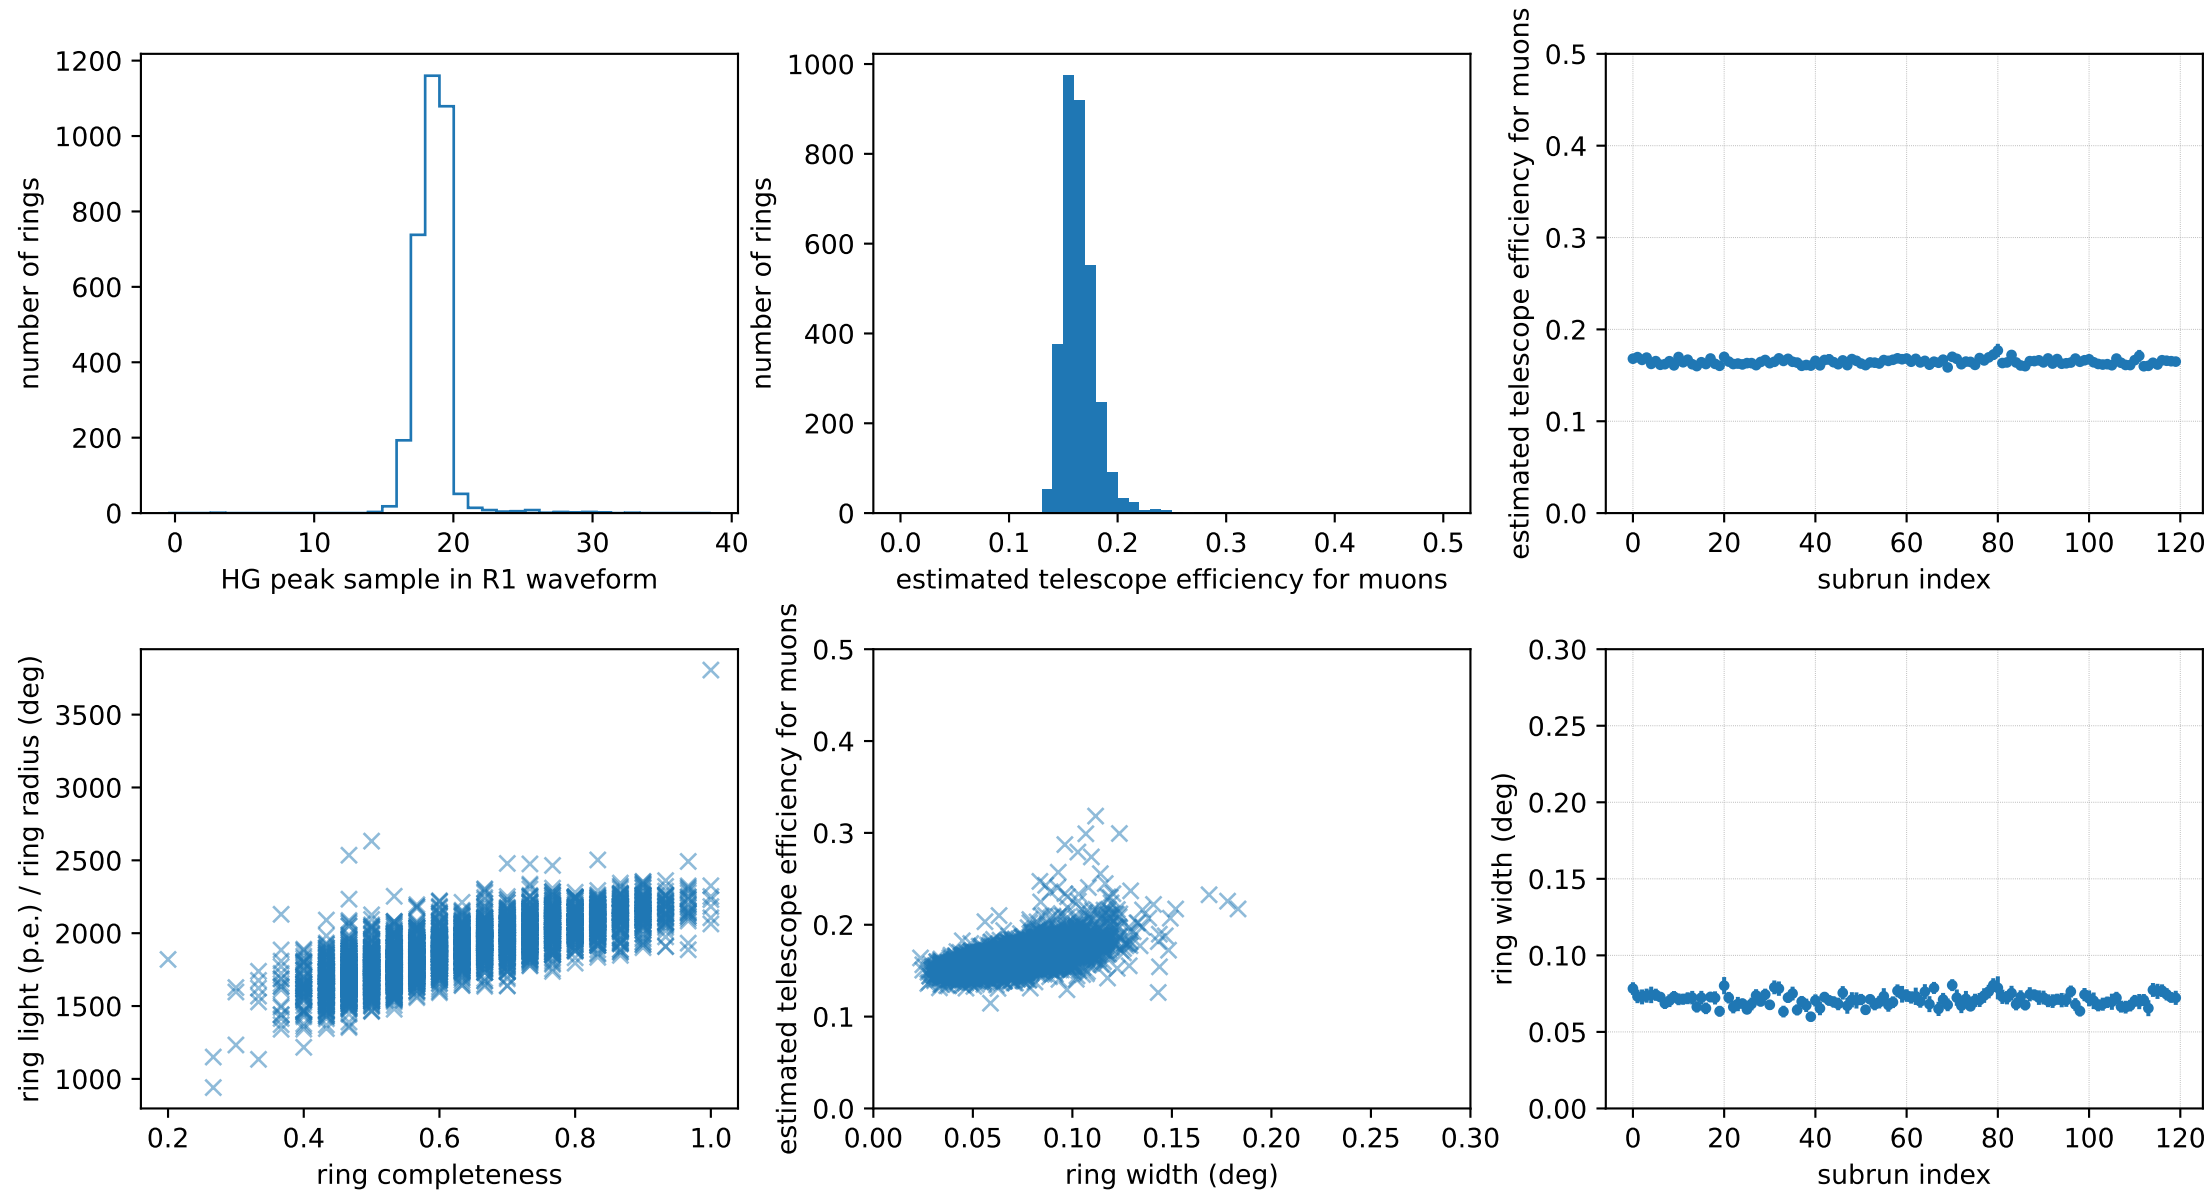 1200
1000
800
600
400
200
0
number of rings
0 10 20 30 40
HG peak sample in R1 waveform
1000
800
600
400
200
0
number of rings
0.0 0.1 0.2 0.3 0.4 0.5
estimated telescope efficiency for muons
0.5
0.4
0.3
0.2
0.1
0.0
estimated telescope efficiency for muons
0 20 40 60 80 100 120
subrun index
3500
3000
2500
2000
1500
1000
ring light (p.e.) / ring radius (deg)
0.2 0.4 0.6 0.8 1.0
ring completeness
0.5
0.4
0.3
0.2
0.1
0.0
estimated telescope efficiency for muons
0.00 0.05 0.10 0.15 0.20 0.25 0.30
ring width (deg)
0.30
0.25
0.20
0.15
0.10
0.05
0.00
ring width (deg)
0 20 40 60 80 100 120
subrun index